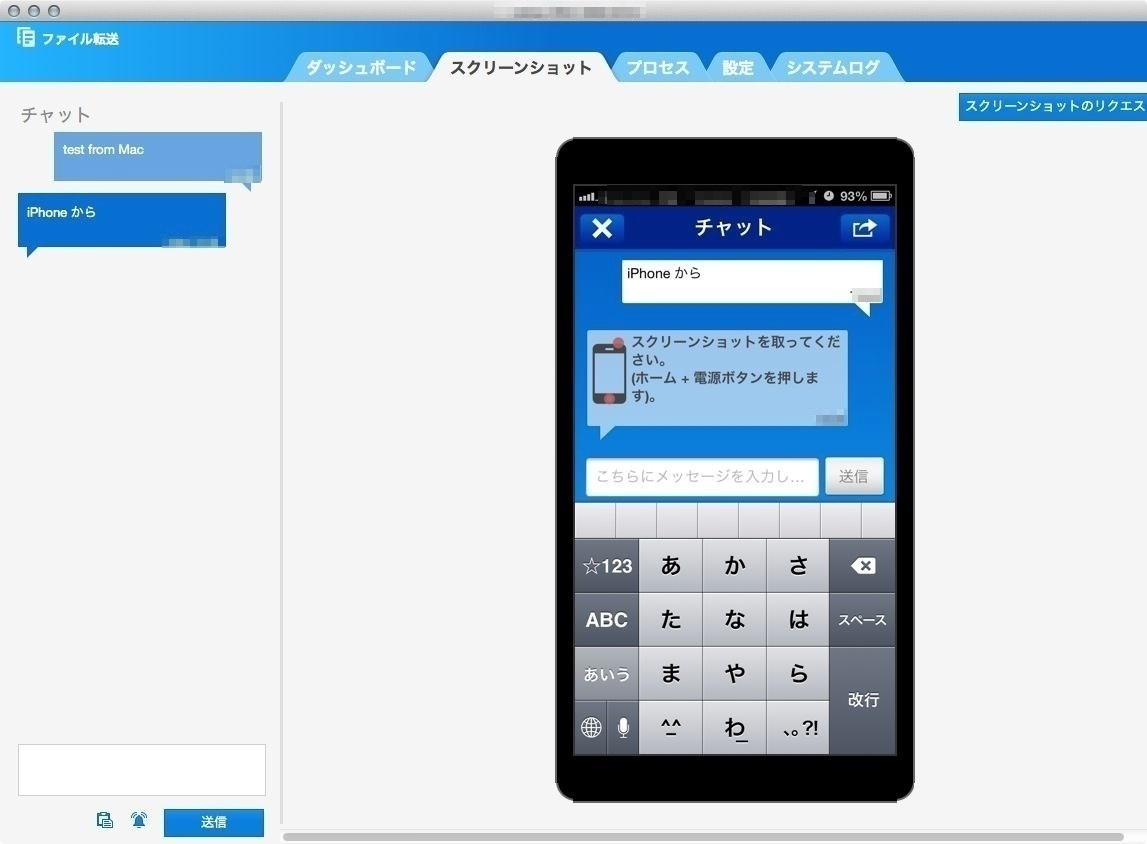 ファイル転送
ダッシュボード
スクリーンショット
プロセス
設定
システムログ
チャット
スクリーンショットのリクエス
test from Mac
iPhone から
93%
チャット
iPhone から
スクリーンショットを取ってくだ
さい。
(ホーム + 電源ボタンを押しま
す)。
こちらにメッセージを入力し...
送信
☆123
あ
か
さ
ABC
た
な
は
スペース
あいう
ま
や
ら
改行
^_^
わ_
、。?!
送信